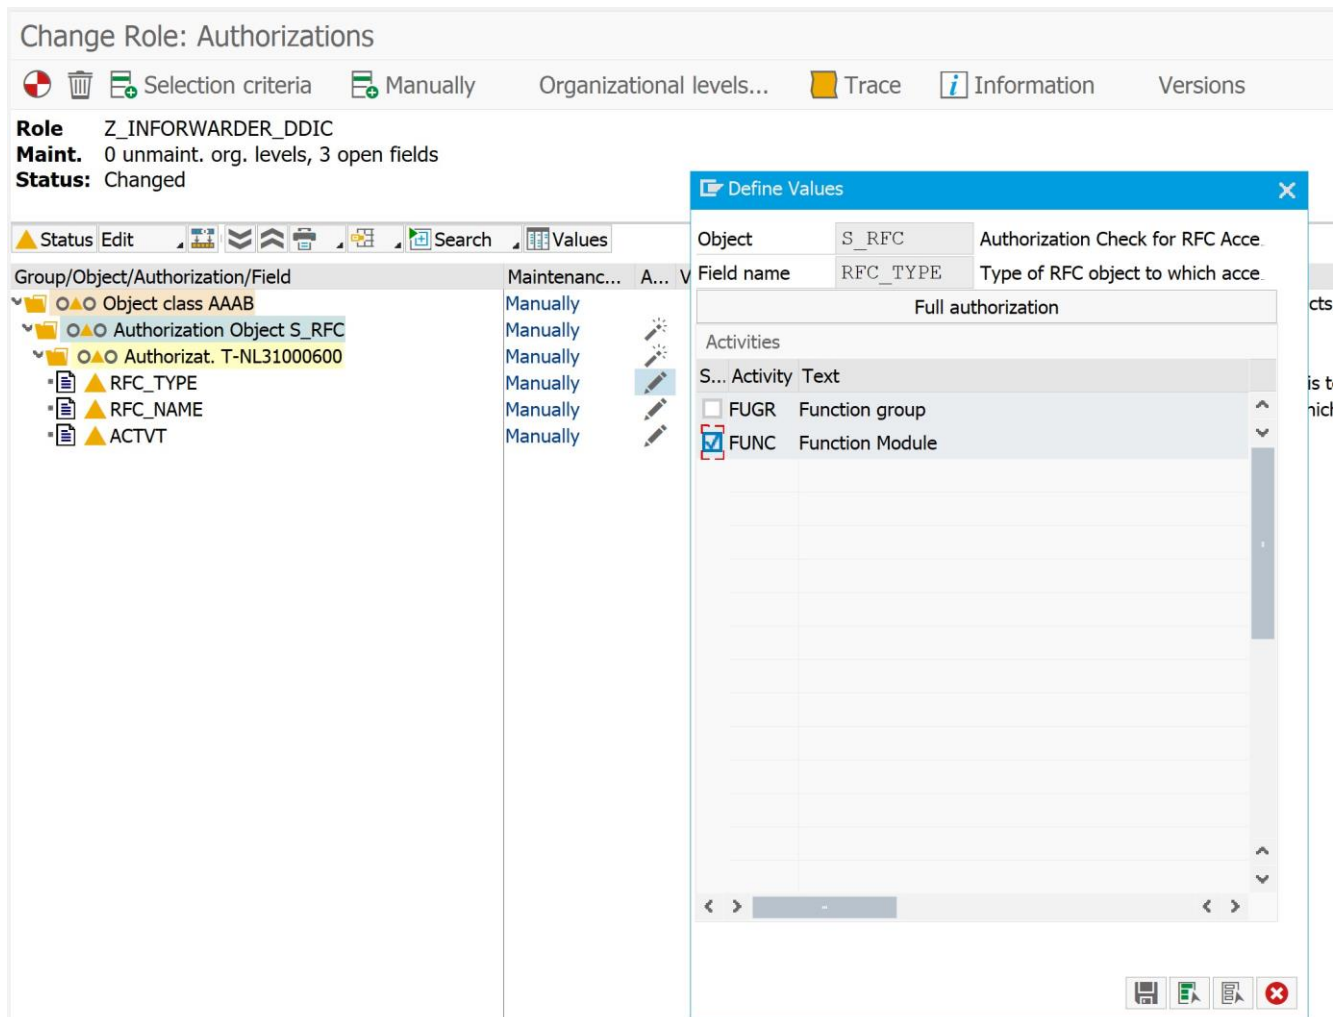 Change Role: Authorizations
Selection criteria Manually Organizational levels... Trace Information Versions
Role Z_INFORWARDER_DDIC
Maint. 0 unmaint. org. levels, 3 open fields
Status: Changed
Status Edit Search Values
Group/Object/Authorization/Field Maintenanc... A... V
Object class AAAB Manually
Authorization Object S_RFC Manually
Authorizat. T-NL31000600 Manually
RFC_TYPE Manually
RFC_NAME Manually
ACTVT Manually
Define Values
Object S_RFC Authorization Check for RFC Acce
Field name RFC_TYPE Type of RFC object to which acce
Full authorization
Activities
S... Activity Text
FUGR Function group
FUNC Function Module
cts
is t